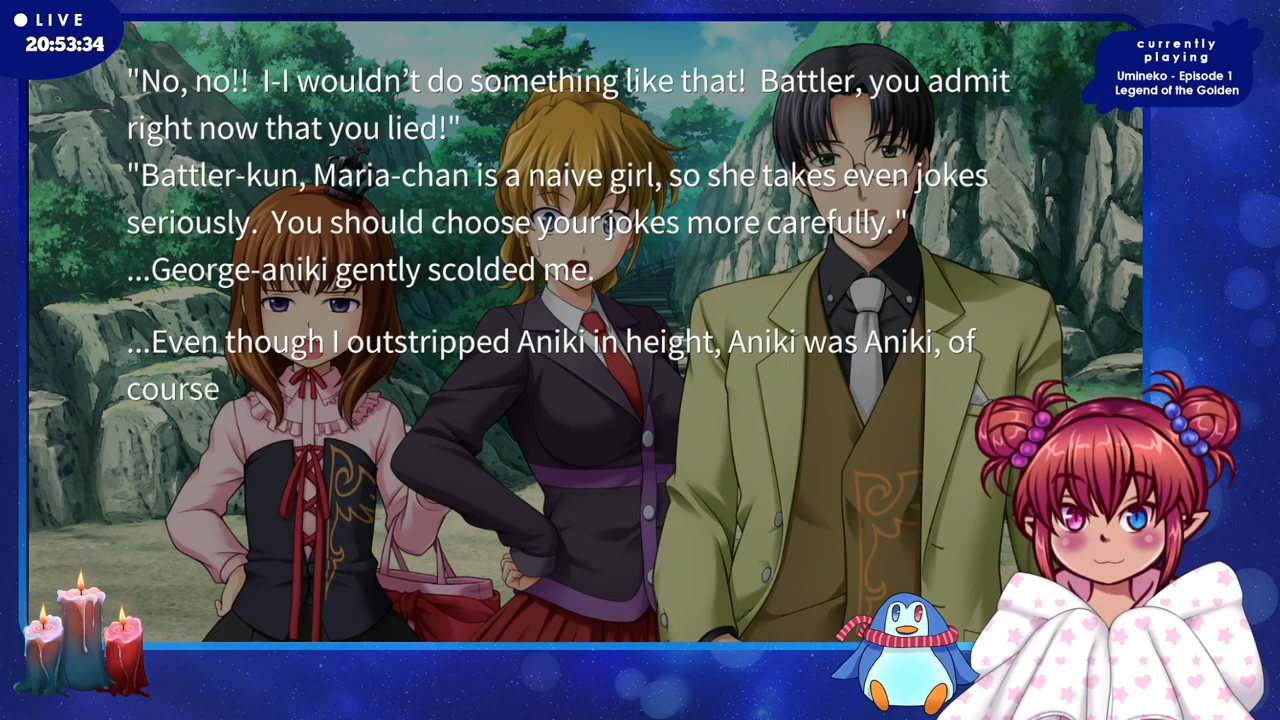 LIVE
20:53:34
currently
playing
Umineko - Episode 1
Legend of the Golden
"No, no!!  I-I wouldn’t do something like that!  Battler, you admit
right now that you lied!"
"Battler-kun, Maria-chan is a naive girl, so she takes even jokes
seriously.  You should choose your jokes more carefully."
...George-aniki gently scolded me.
...Even though I outstripped Aniki in height, Aniki was Aniki, of
course